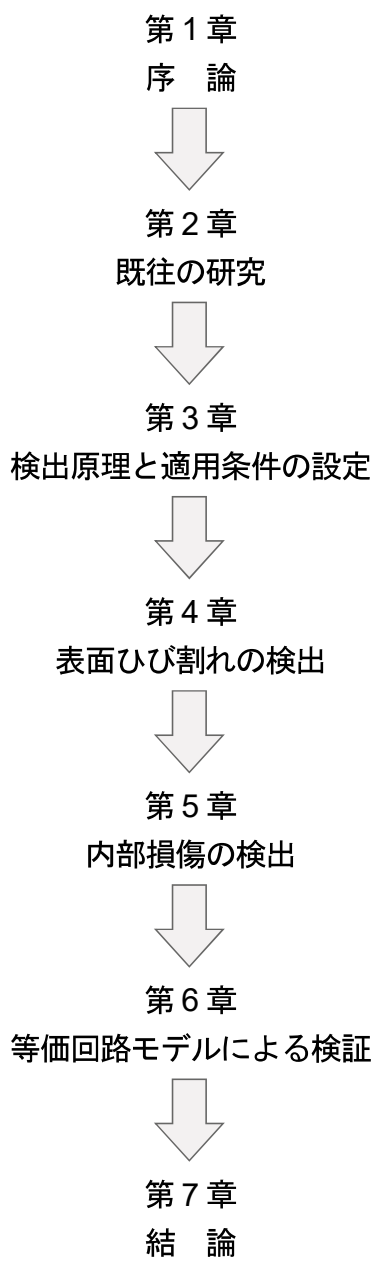 第1章
序　論
第2章
既往の研究
第3章
検出原理と適用条件の設定
第4章
表面ひび割れの検出
第5章
内部損傷の検出
第6章
等価回路モデルによる検証
第7章
結　論